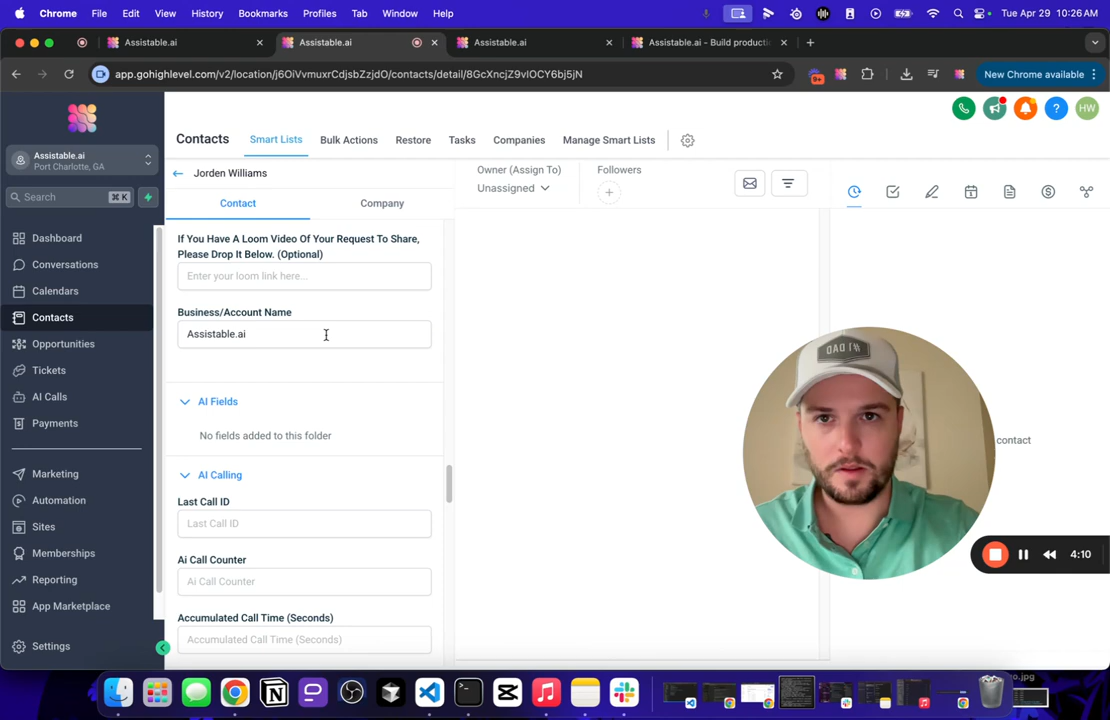 Chrome File Edit View History Bookmarks Profiles Tab Window Help
Tue Apr 29 10:26 AM
Assistable.ai
Assistable.ai
Assistable.ai
Assistable.ai - Build producti
app.gohighlevel.com/v2/location/j6OiVvmuxrCdjsbZzjdO/contacts/detail/8GcXncjZ9vlOCY6bj5jN
9+
New Chrome available
Contacts
Smart Lists
Bulk Actions
Restore
Tasks
Companies
Manage Smart Lists
HW
Assistable.ai
Port Charlotte, GA
Search
⌘ K
Dashboard
Conversations
Calendars
Contacts
Opportunities
Tickets
AI Calls
Payments
Marketing
Automation
Sites
Memberships
Reporting
App Marketplace
Settings
Jorden Williams
Contact
Company
If You Have A Loom Video Of Your Request To Share,
Please Drop It Below. (Optional)
Enter your loom link here...
Business/Account Name
Assistable.ai
AI Fields
No fields added to this folder
AI Calling
Last Call ID
Last Call ID
Ai Call Counter
Ai Call Counter
Accumulated Call Time (Seconds)
Accumulated Call Time (Seconds)
Owner (Assign To)
Unassigned
Followers
DAD
contact
4:10
o.jpg